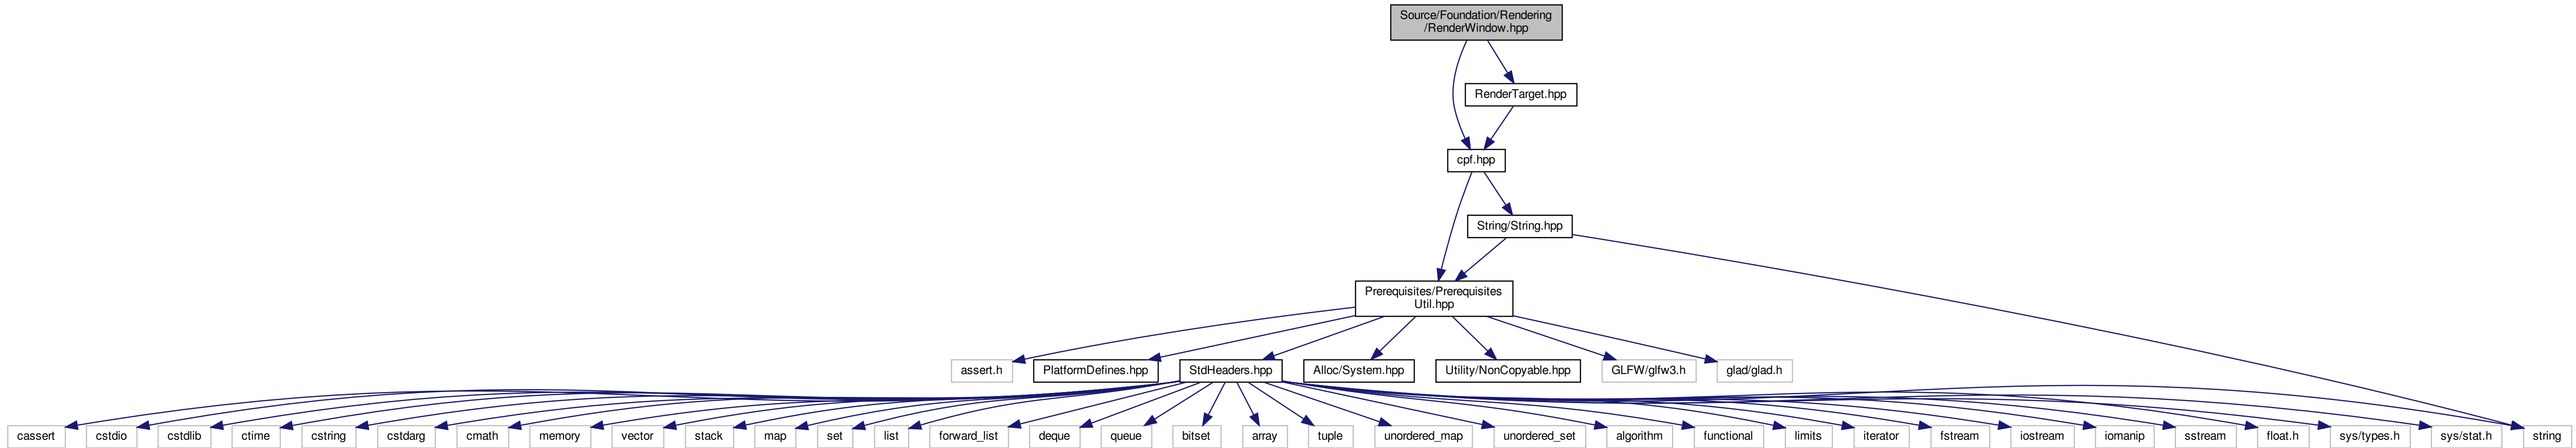 Source/Foundation/Rendering
/RenderWindow.hpp
RenderTarget.hpp
cpf.hpp
String/String.hpp
Prerequisites/Prerequisites
Util.hpp
assert.h
PlatformDefines.hpp
StdHeaders.hpp
Alloc/System.hpp
Utility/NonCopyable.hpp
GLFW/glfw3.h
glad/glad.h
cassert
cstdio
cstdlib
ctime
cstring
cstdarg
cmath
memory
vector
stack
map
set
list
forward_list
deque
queue
bitset
array
tuple
unordered_map
unordered_set
algorithm
functional
limits
iterator
fstream
iostream
iomanip
sstream
float.h
sys/types.h
sys/stat.h
string